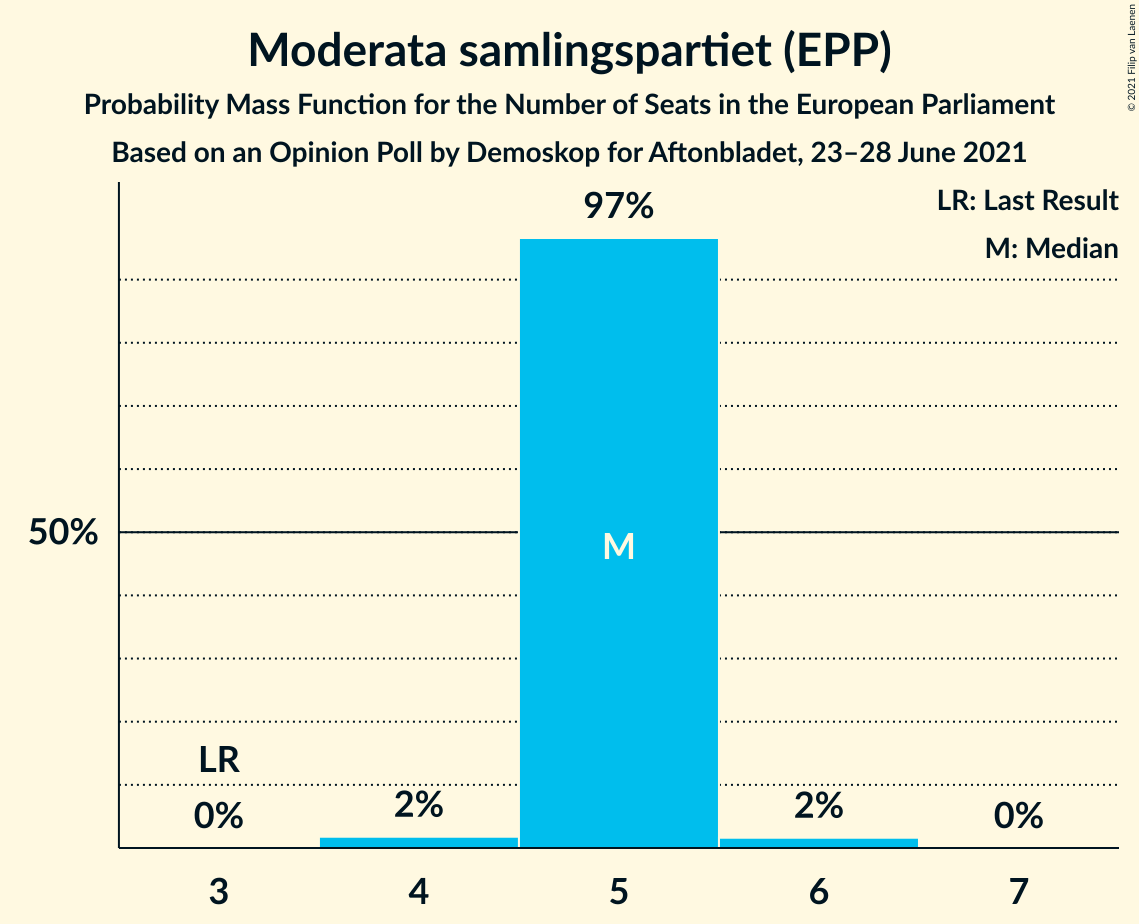 Moderata samlingspartiet (EPP)
Probability Mass Function for the Number of Seats in the European Parliament
Based on an Opinion Poll by Demoskop for Aftonbladet, 23–28 June 2021
© 2021 Filip van Laenen
LR: Last Result
M: Median
97%
50%
M
LR
0%
2%
2%
0%
3
4
5
6
7